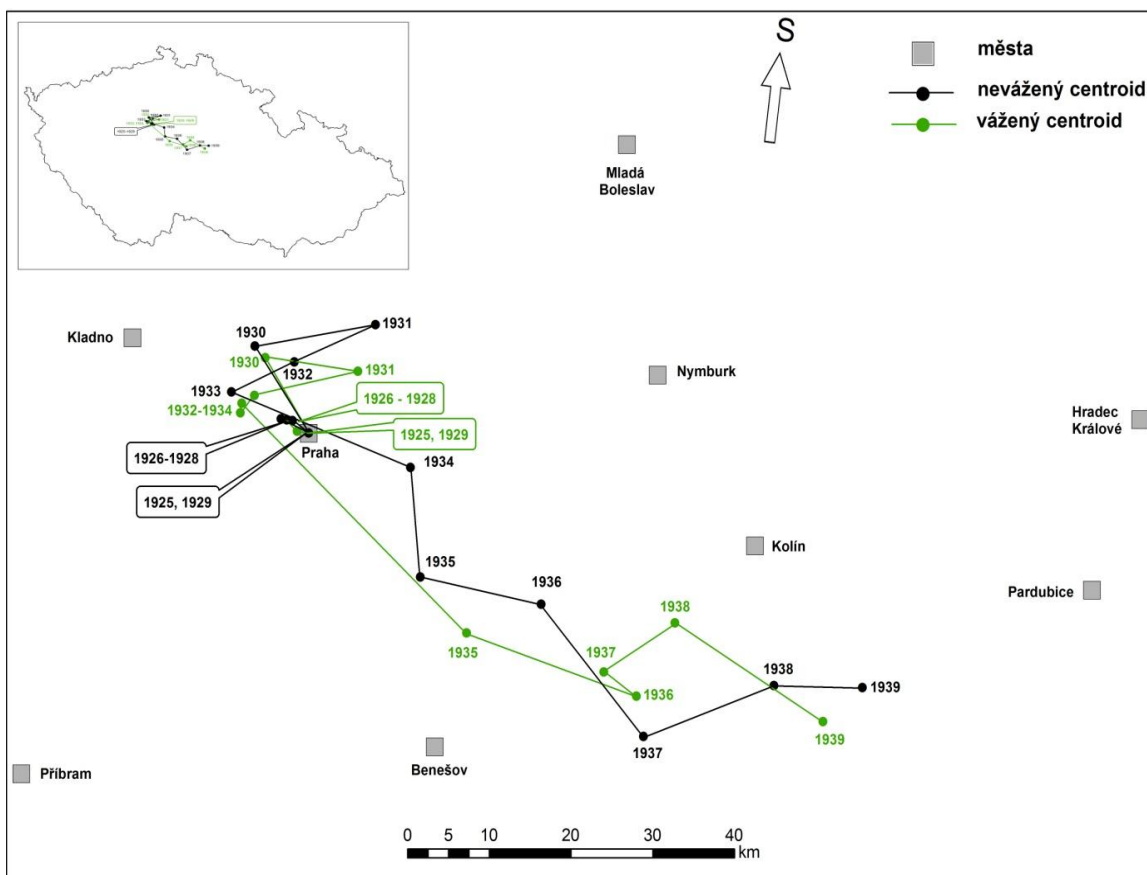 S
města
nevážený centroid
vážený centroid
Mladá
Boleslav
Kladno
1930
1931
1930
1932
1931
Nymburk
1933
1926 - 1928
1932-1934
1925, 1929
Hradec
Králové
Praha
1926-1928
1934
1925, 1929
Kolín
1935
1936
Pardubice
1938
1935
1937
1938
1939
1936
1937
1939
Benešov
Příbram
0 5 10 20 30 40
km